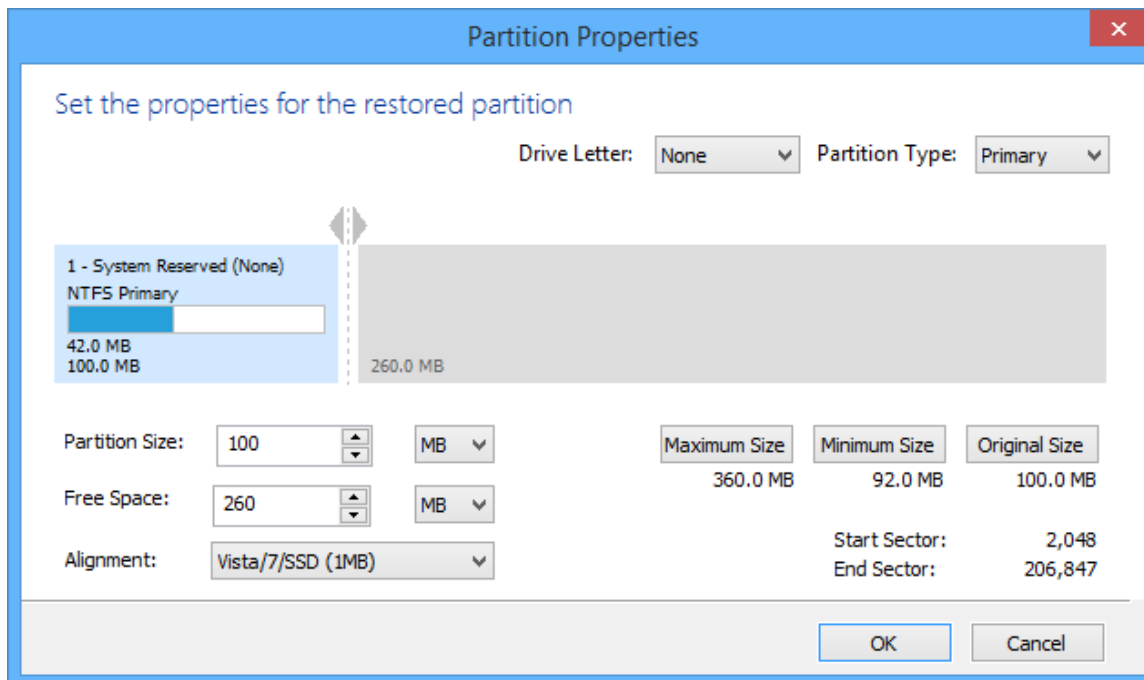 Partition Properties
Set the properties for the restored partition
Drive Letter: None Partition Type: Primary
1 - System Reserved (None)
NTFS Primary
42.0 MB
100.0 MB 260.0 MB
Partition Size: 100 MB Maximum Size Minimum Size Original Size
360.0 MB 92.0 MB 100.0 MB
Free Space: 260 MB
Start Sector: 2,048
Alignment: Vista/7/SSD (1MB)
End Sector: 206,847
OK Cancel